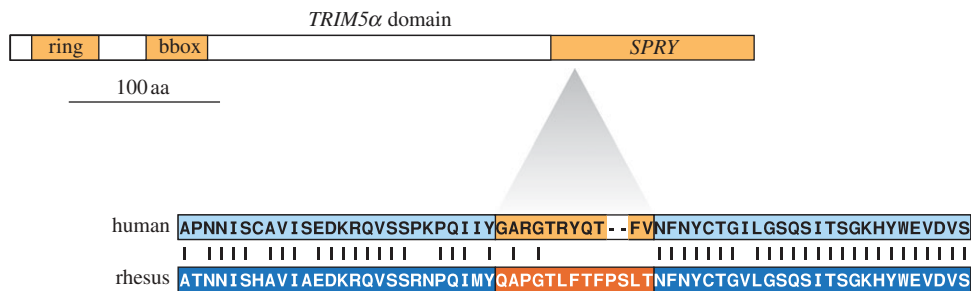 TRIM5α domain
ring bbox SPRY
100 aa
human APNNISCAVISEDKRQVSSPKPQIIYGARGTRYQT--FVNFNYCTGILGSQSITSGKHYWEVDVS
rhesus ATNNISHAVIAEDKRQVSSRNPQIMYQAPGTLFTFPSLTNFNYCTGVLGSQSITSGKHYWEVDVS